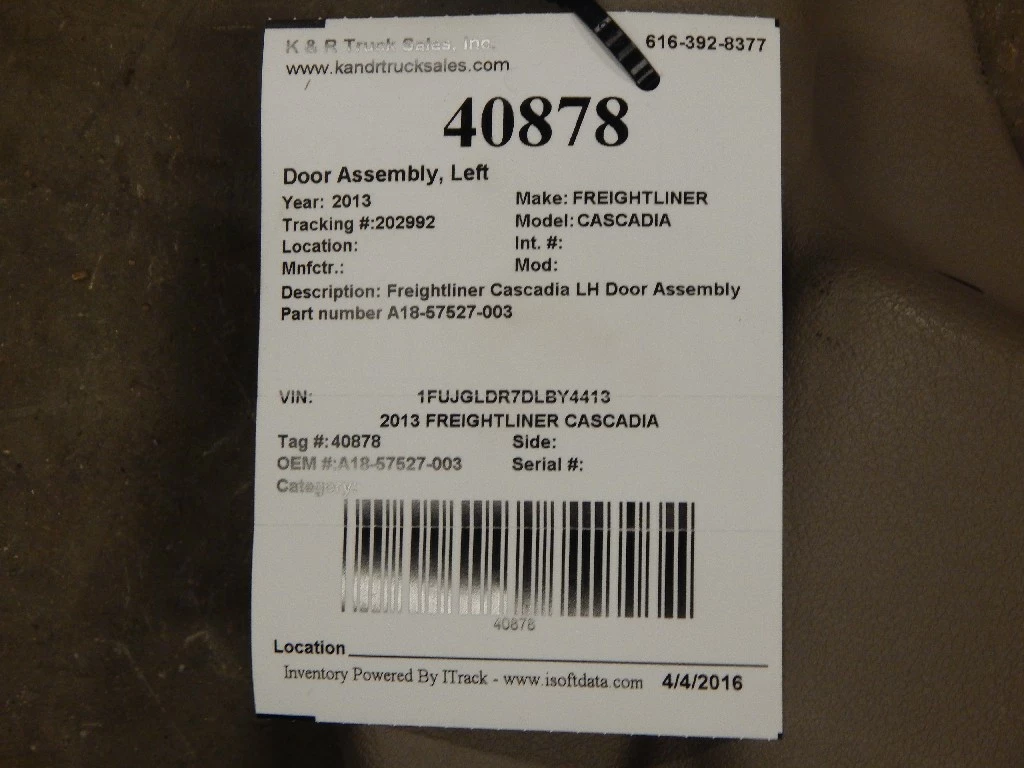 K & R Truck Sales, Inc. 616-392-8377
www.kandrtrucksales.com
40878
Door Assembly, Left
Year: 2013 Make: FREIGHTLINER
Tracking #:202992 Model: CASCADIA
Location: Int. #:
Mnfctr.: Mod:
Description: Freightliner Cascadia LH Door Assembly
Part number A18-57527-003
VIN: 1FUJGLDR7DLBY4413
2013 FREIGHTLINER CASCADIA
Tag #:40878 Side:
OEM #:A18-57527-003 Serial #:
Category:
40878
Location
Inventory Powered By ITrack - www.isoftdata.com 4/4/2016